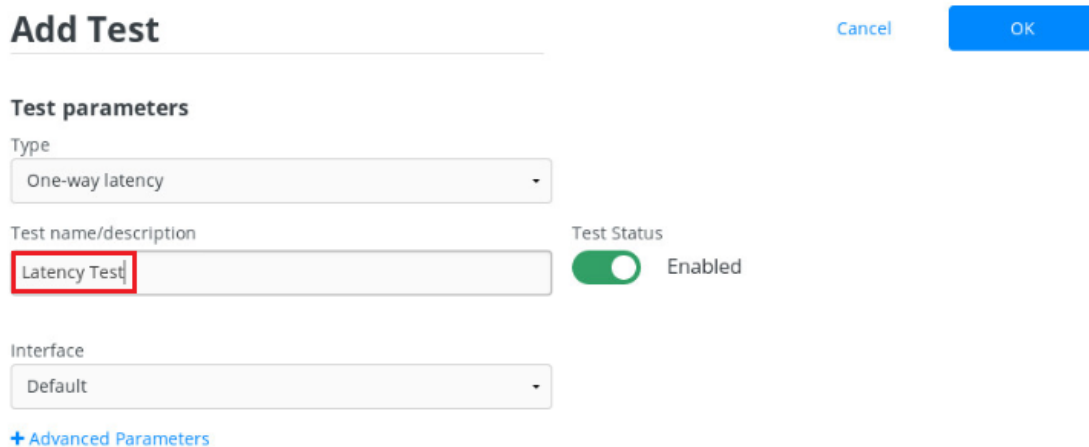 Add Test
Cancel
OK
Test parameters
Type
One-way latency
Test name/description
Test Status
Latency Test
Enabled
Interface
Default
+ Advanced Parameters